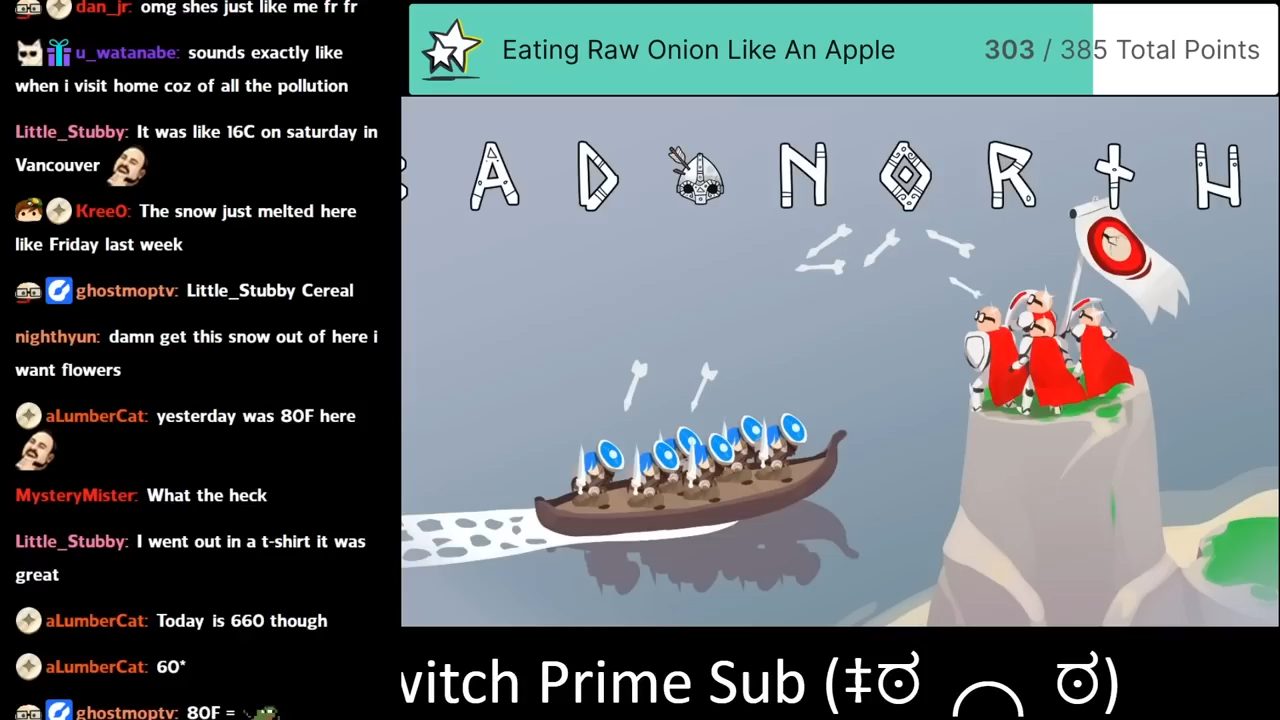 dan_jr: omg shes just like me fr fr
u_watanabe: sounds exactly like
when i visit home coz of all the pollution
Little_Stubby: It was like 16C on saturday in
Vancouver
KreeO: The snow just melted here
like Friday last week
ghostmoptv: Little_Stubby Cereal
nighthyun: damn get this snow out of here i
want flowers
aLumberCat: yesterday was 80F here
MysteryMister: What the heck
Little_Stubby: I went out in a t-shirt it was
great
aLumberCat: Today is 660 though
aLumberCat: 60*
ghostmoptv: 80F =
Eating Raw Onion Like An Apple 303 / 385 Total Points
BAD NORTH
witch Prime Sub (‡ಠ ⁔ ಠ)